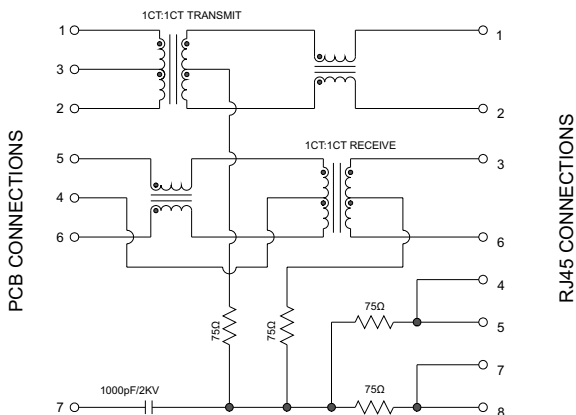 1CT:1CT TRANSMIT
1
1
3
2
2
1CT:1CT RECEIVE
5
3
4
6
6
4
75Ω
5
75Ω
75Ω
7
1000pF/2KV
75Ω
7
8
PCB CONNECTIONS
RJ45 CONNECTIONS